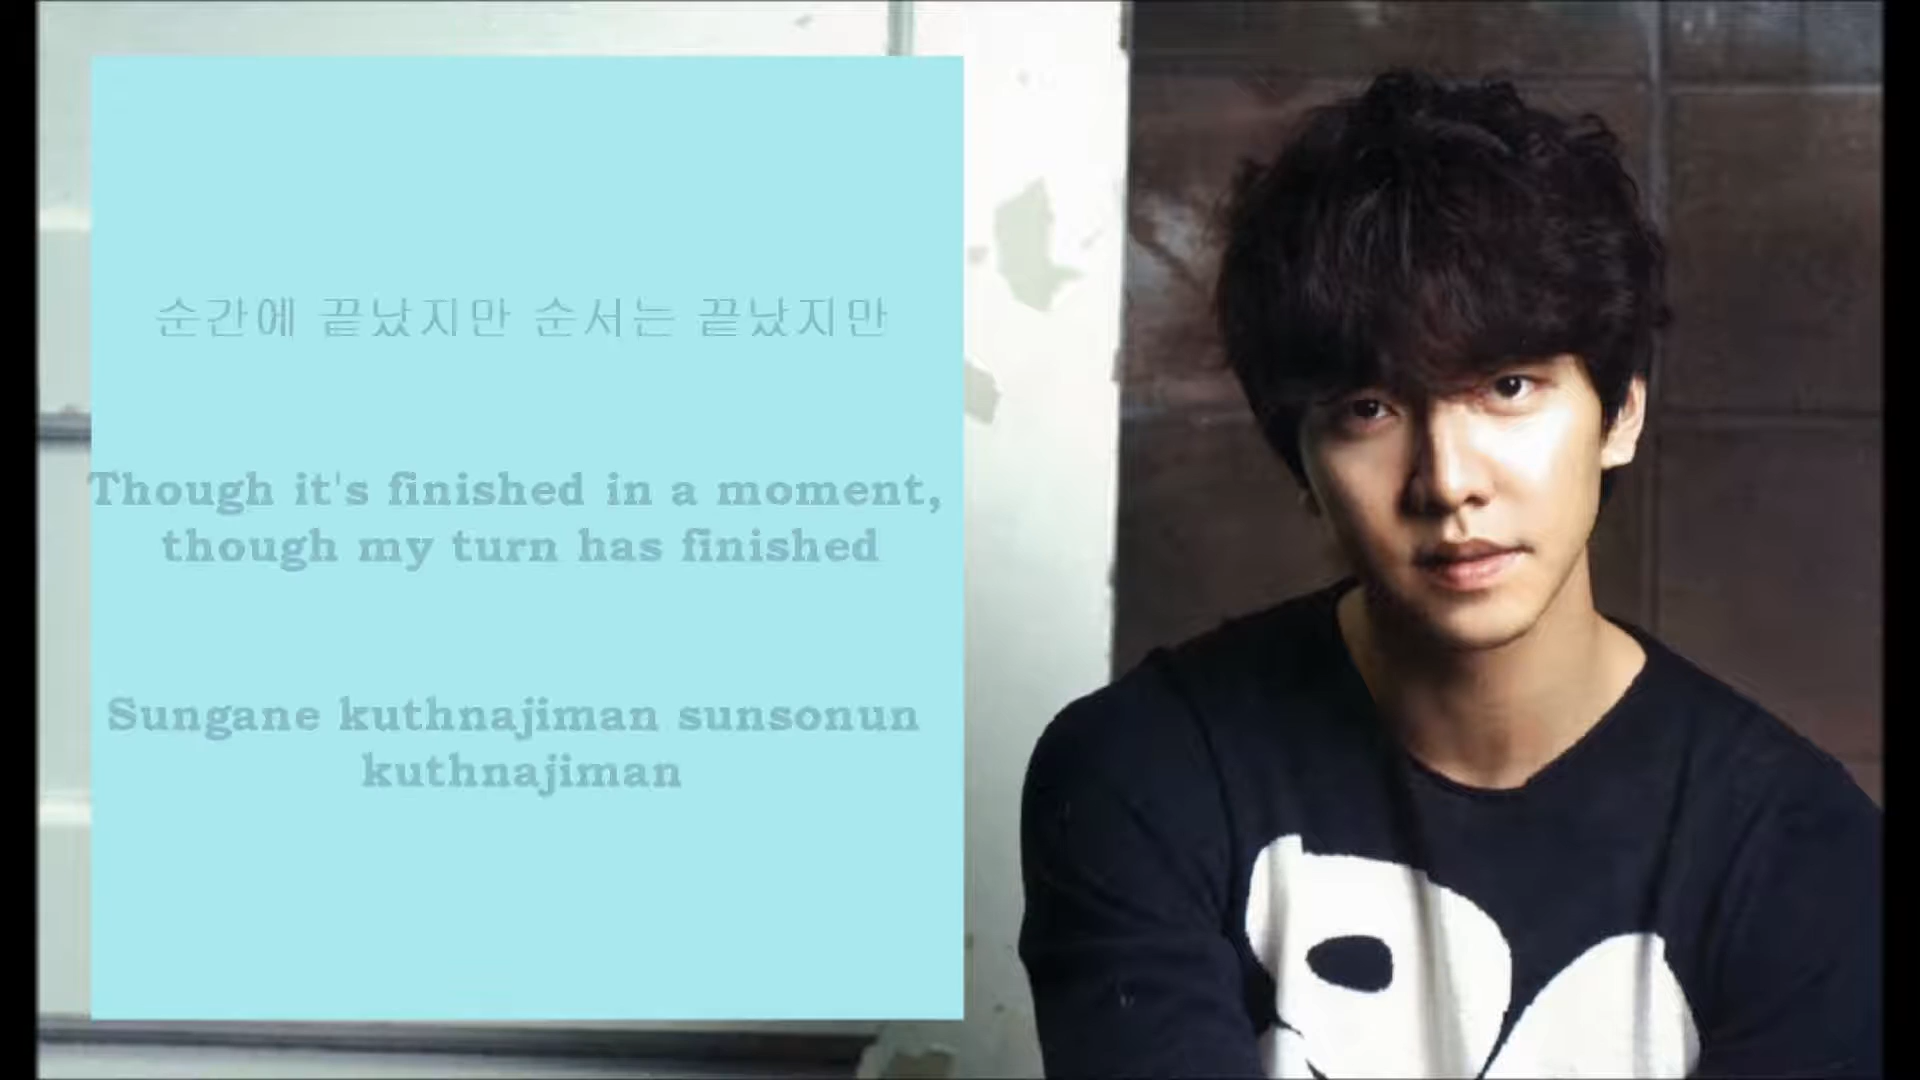 순간에 끝났지만 순서는 끝났지만
Though it's finished in a moment,
though my turn has finished
Sungane kuthnajiman sunsonun
kuthnajiman